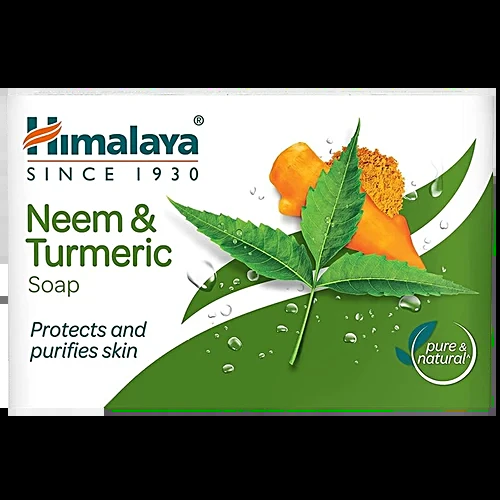 Himalaya®
SINCE 1930
Neem &
Turmeric
Soap
Protects and
purifies skin
pure &
natural^